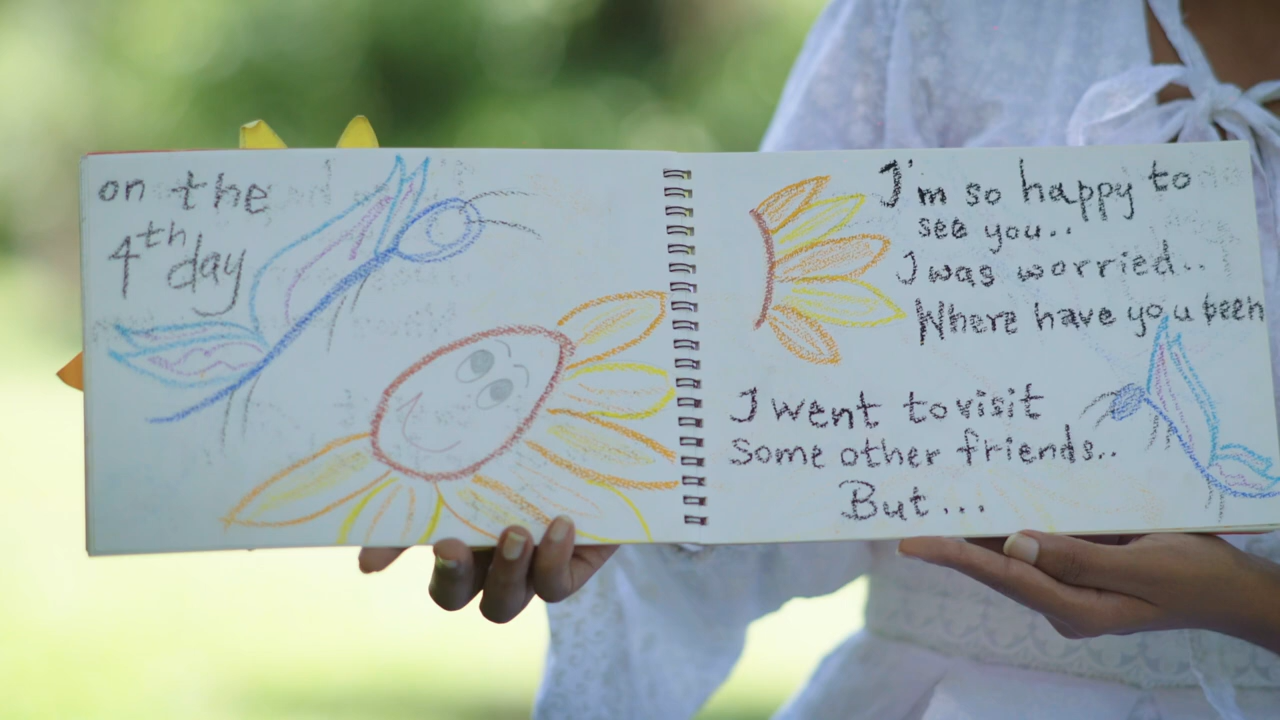 on the
4th day
I'm so happy to
see you..
I was worried..
Where have you been
I went to visit
some other friends..
But...